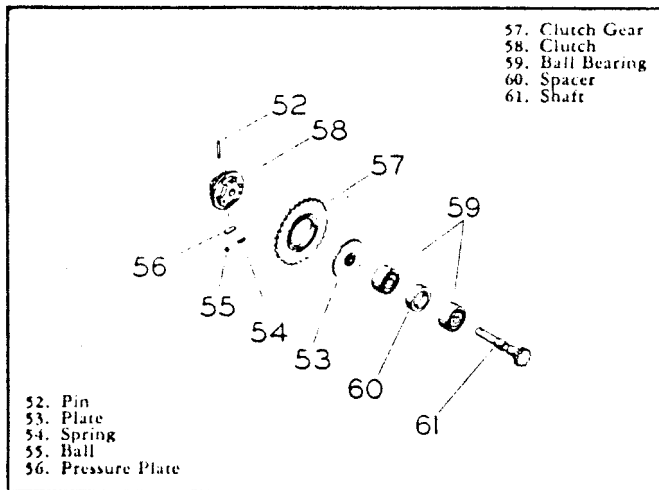 57. Clutch Gear
58. Clutch
59. Ball Bearing
60. Spacer
61. Shaft
52
58
57
59
56
55
54
53
60
61
52. Pin
53. Plate
54. Spring
55. Ball
56. Pressure Plate